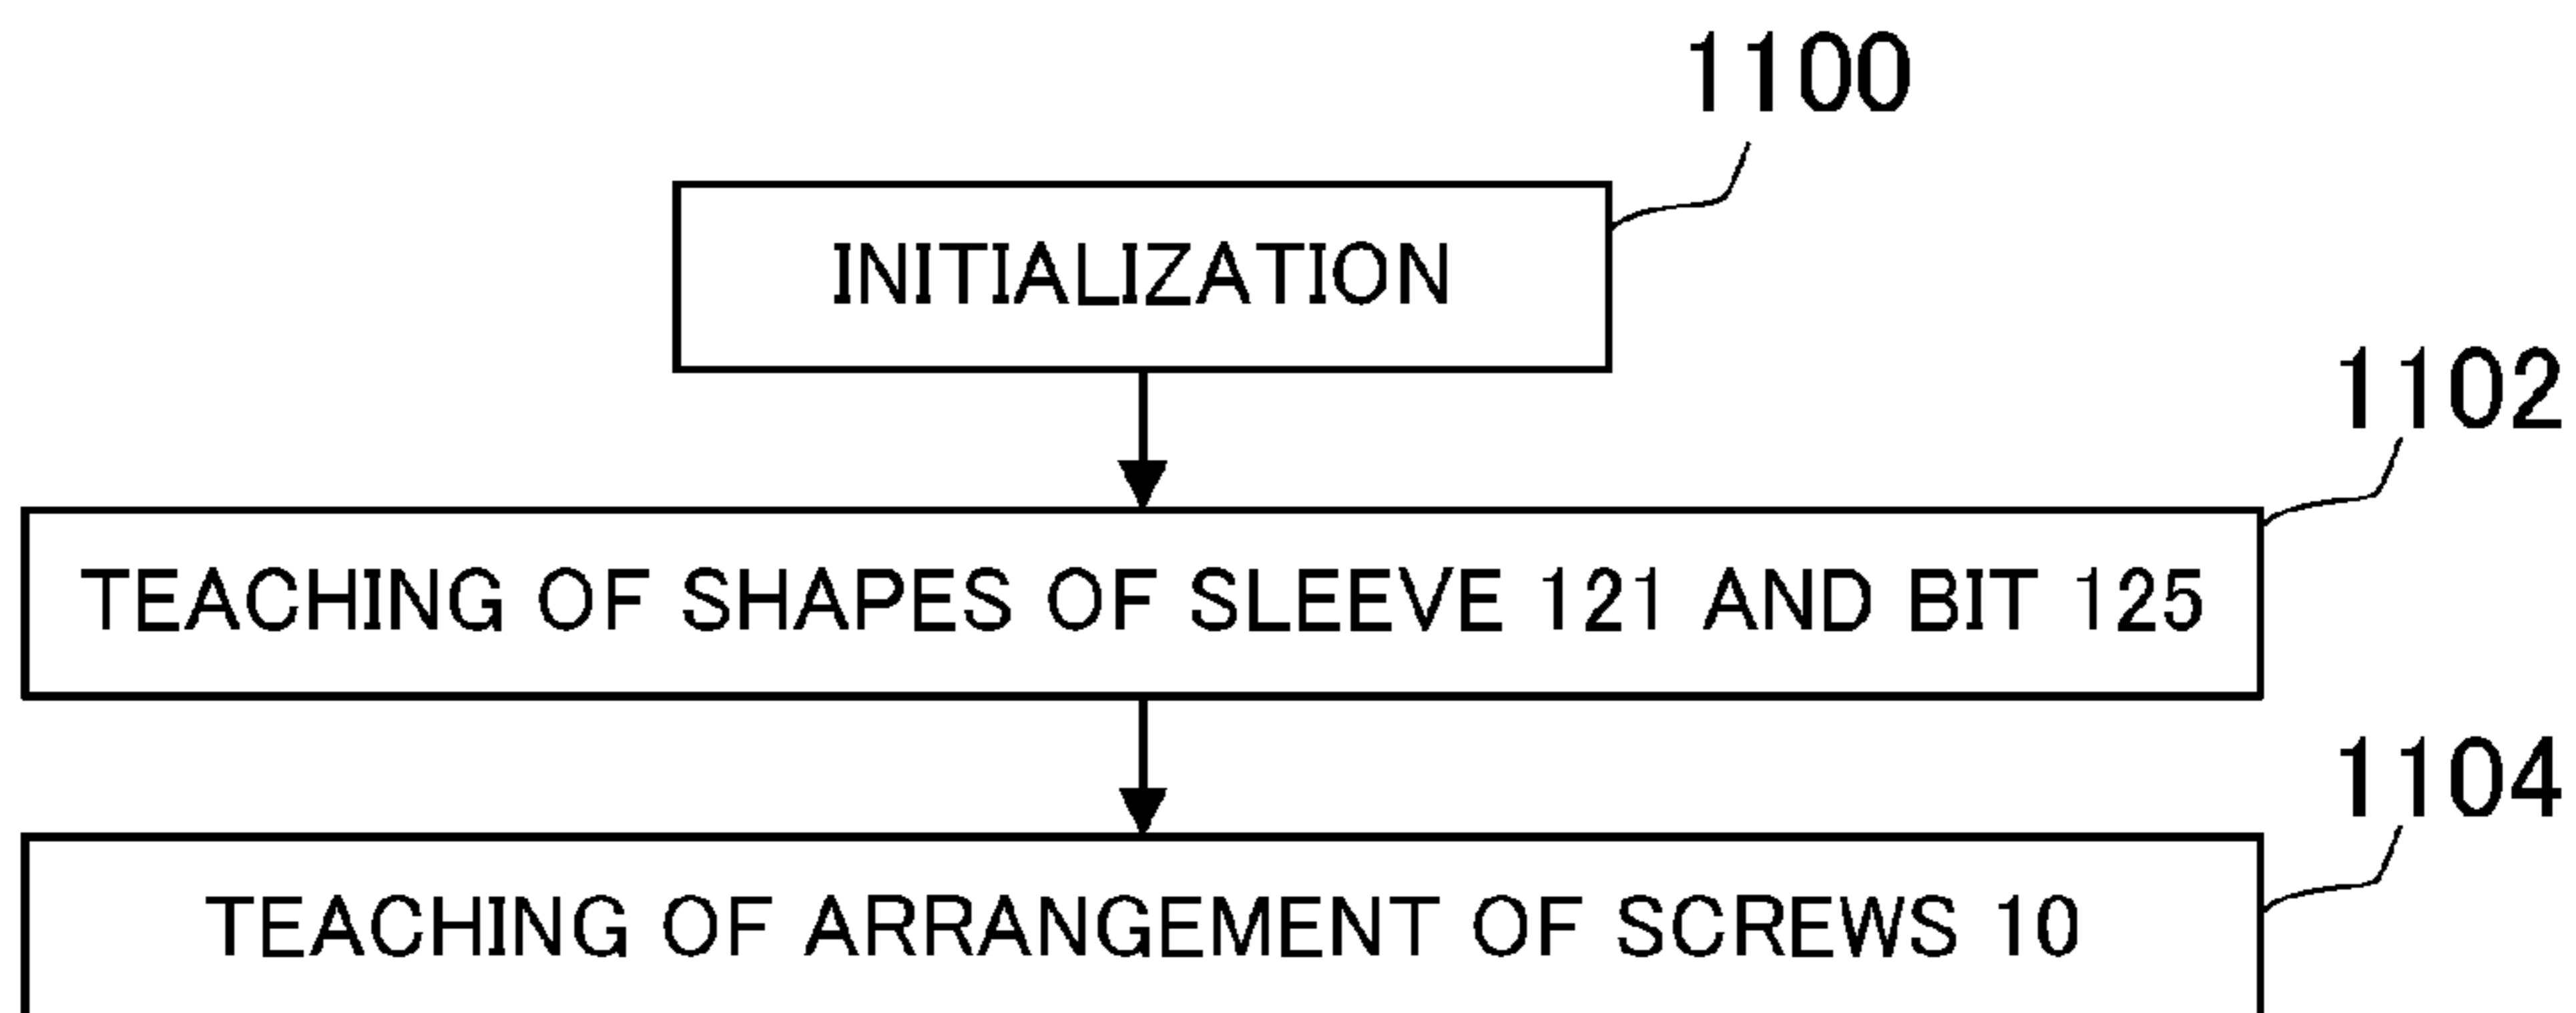 1100
INITIALIZATION
1102
TEACHING OF SHAPES OF SLEEVE 121 AND BIT 125
1104
TEACHING OF ARRANGEMENT OF SCREWS 10